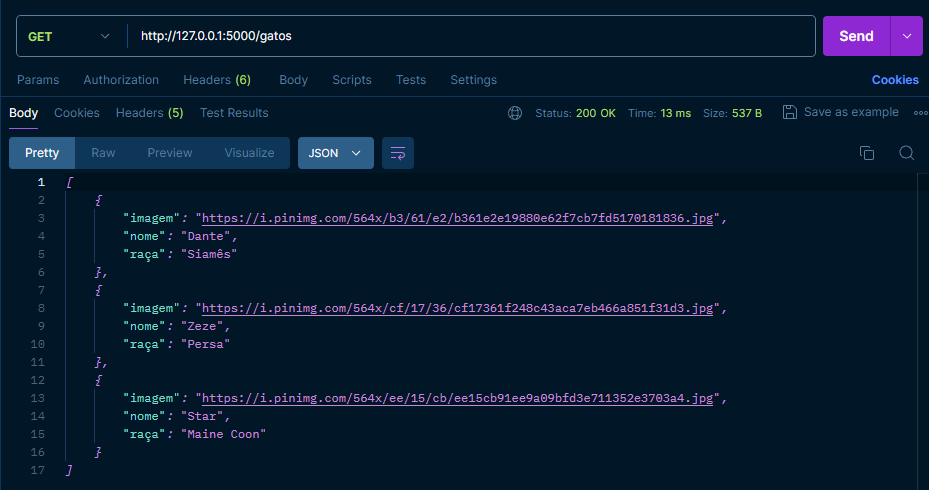 GET http://127.0.0.1:5000/gatos Send
Params Authorization Headers (6) Body Scripts Tests Settings Cookies
Body Cookies Headers (5) Test Results Status: 200 OK Time: 13 ms Size: 537 B Save as example
Pretty Raw Preview Visualize JSON
1 [
2 {
3 "imagem": "https://i.pinimg.com/564x/b3/61/e2/b361e2e19880e62f7cb7fd5170181836.jpg",
4 "nome": "Dante",
5 "raça": "Siamês"
6 },
7 {
8 "imagem": "https://i.pinimg.com/564x/cf/17/36/cf17361f248c43aca7eb466a851f31d3.jpg",
9 "nome": "Zeze",
10 "raça": "Persa"
11 },
12 {
13 "imagem": "https://i.pinimg.com/564x/ee/15/cb/ee15cb91ee9a09bfd3e711352e3703a4.jpg",
14 "nome": "Star",
15 "raça": "Maine Coon"
16 }
17 ]